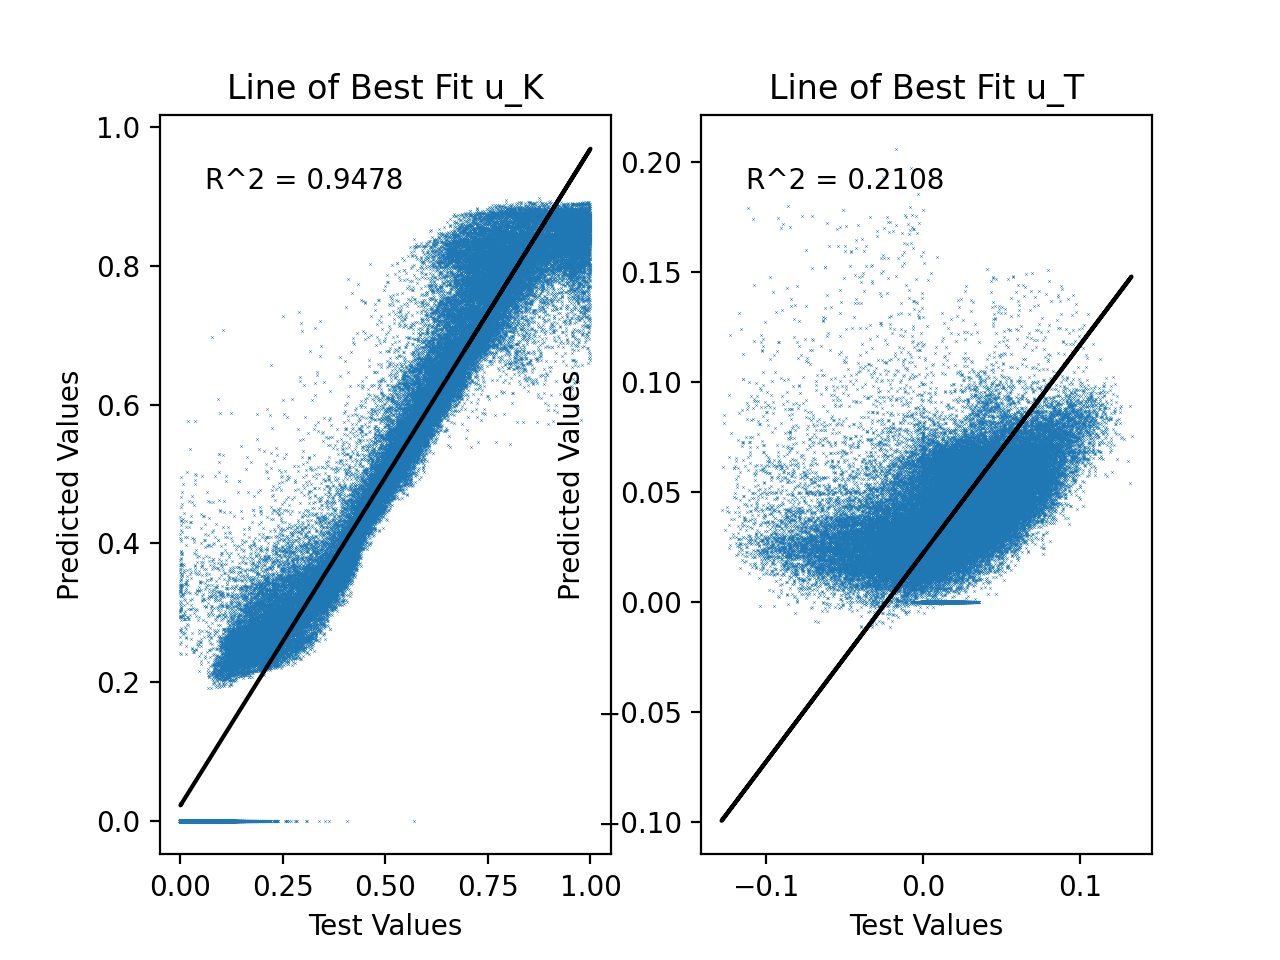 Line of Best Fit u_K
R^2 = 0.9478
Predicted Values
1.0
0.8
0.6
0.4
0.2
0.0
0.00 0.25 0.50 0.75 1.00
Test Values
Line of Best Fit u_T
R^2 = 0.2108
Predicted Values
0.20
0.15
0.10
0.05
0.00
−0.05
−0.10
−0.1 0.0 0.1
Test Values